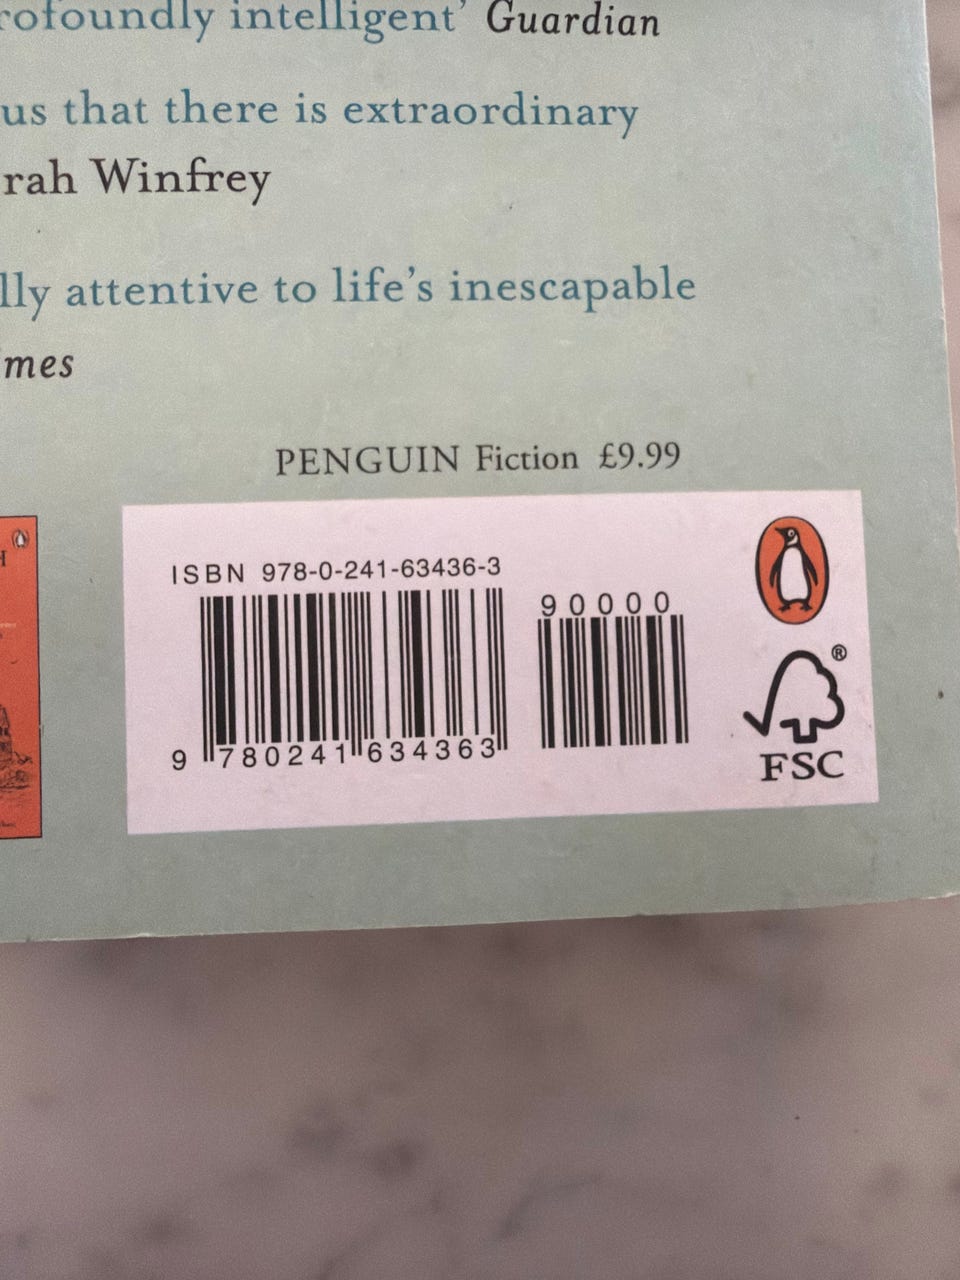 rofoundly intelligent' Guardian
us that there is extraordinary
rah Winfrey
lly attentive to life's inescapable
mes
PENGUIN Fiction £9.99
ISBN 978-0-241-63436-3
90000
9 780241 634363
®
FSC